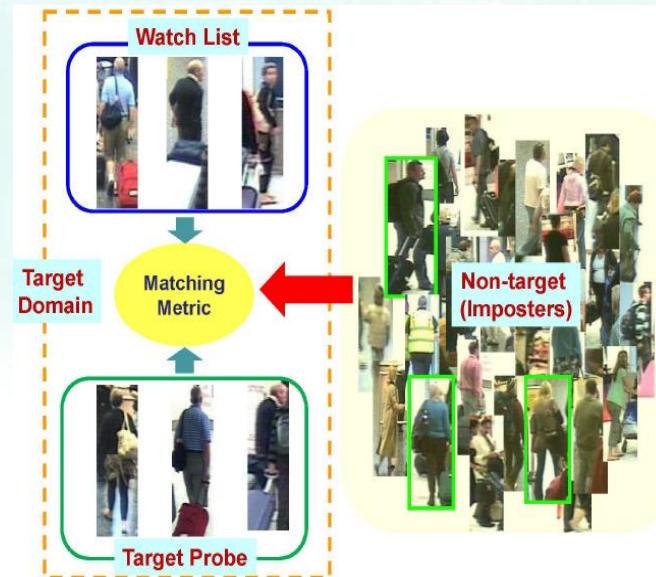 Watch List
Target
Domain
Matching
Metric
Non-target
(Imposters)
Target Probe